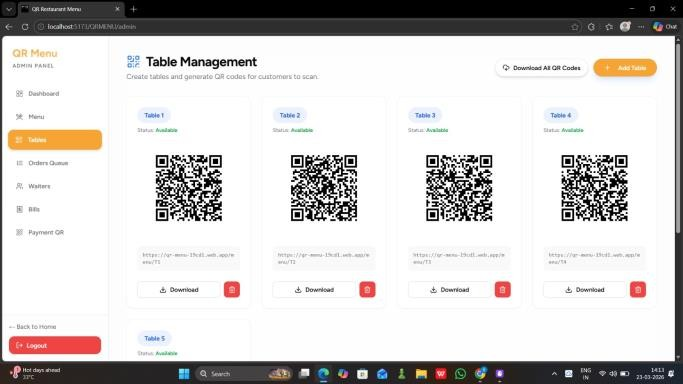 QR Restaurant Menu
localhost:5173/QRMENU/admin
Chat
QR Menu
ADMIN PANEL
Dashboard
Menu
Tables
Orders Queue
Waiters
Bills
Payment QR
← Back to Home
Logout
Table Management
Create tables and generate QR codes for customers to scan.
Download All QR Codes
+ Add Table
Table 1
Status: Available
https://qr-menu-19cd1.web.app/m
enu/T1
Download
Table 2
Status: Available
https://qr-menu-19cd1.web.app/m
enu/T2
Download
Table 3
Status: Available
https://qr-menu-19cd1.web.app/m
enu/T3
Download
Table 4
Status: Available
https://qr-menu-19cd1.web.app/m
enu/T4
Download
Table 5
Status: Available
Hot days ahead
33°C
Search
ENG
IN
14:13
23-03-2026